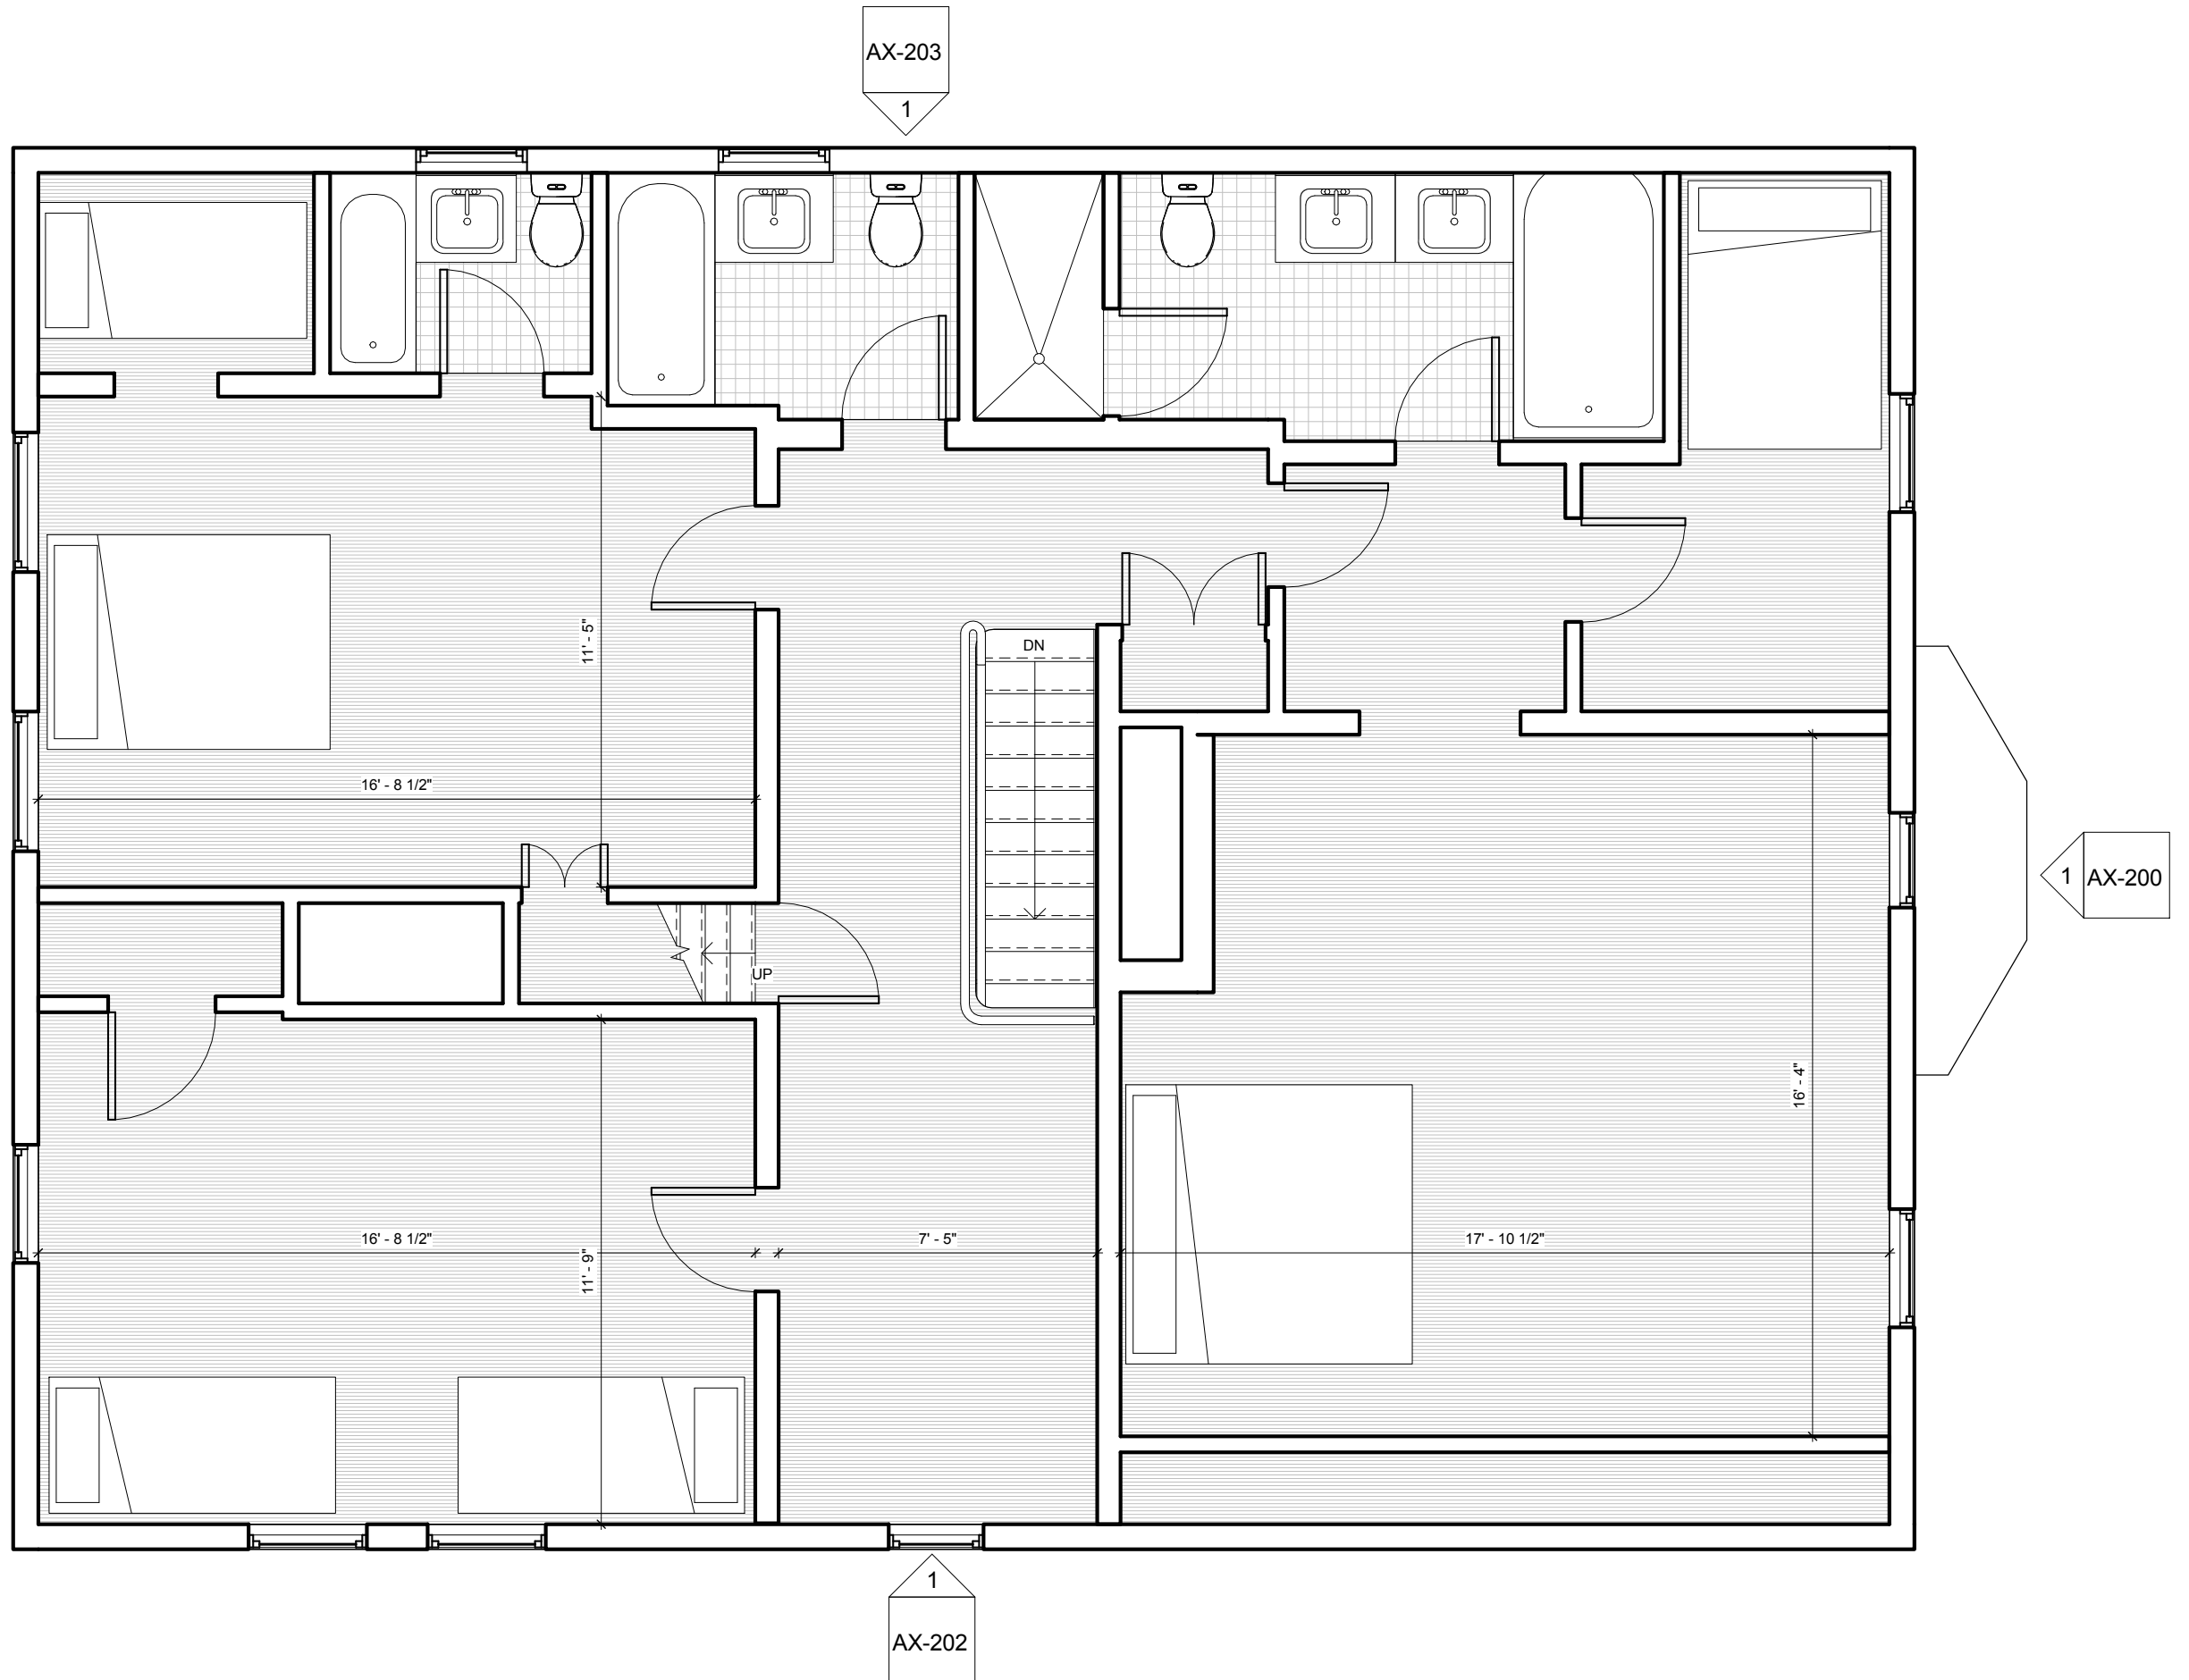 AX-203
1
DN
11' - 5"
16' - 8 1/2"
1
AX-200
UP
16' - 4"
16' - 8 1/2"
11' - 9"
7' - 5"
17' - 10 1/2"
1
AX-202